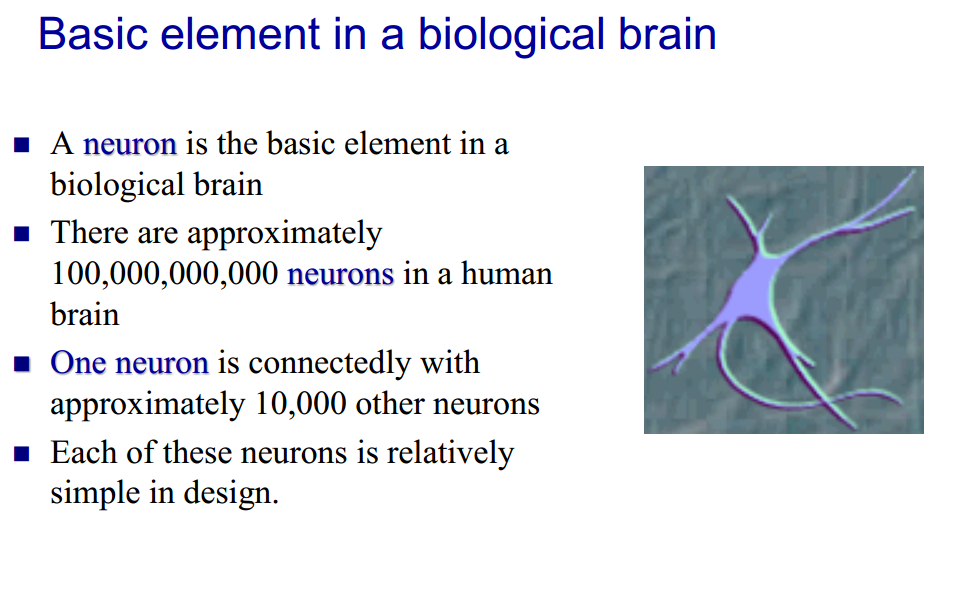 Basic element in a biological brain
A neuron is the basic element in a
biological brain
There are approximately
100,000,000,000 neurons in a human
brain
One neuron is connectedly with
approximately 10,000 other neurons
Each of these neurons is relatively
simple in design.